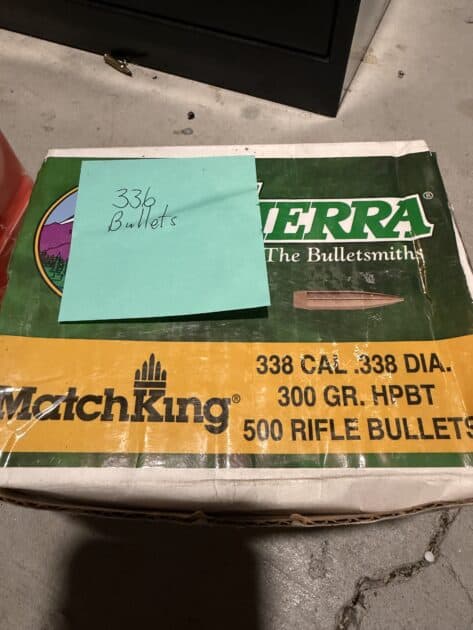 336
Bullets
IERRA®
The Bulletsmiths
MatchKing®
338 CAL .338 DIA.
300 GR. HPBT
500 RIFLE BULLETS